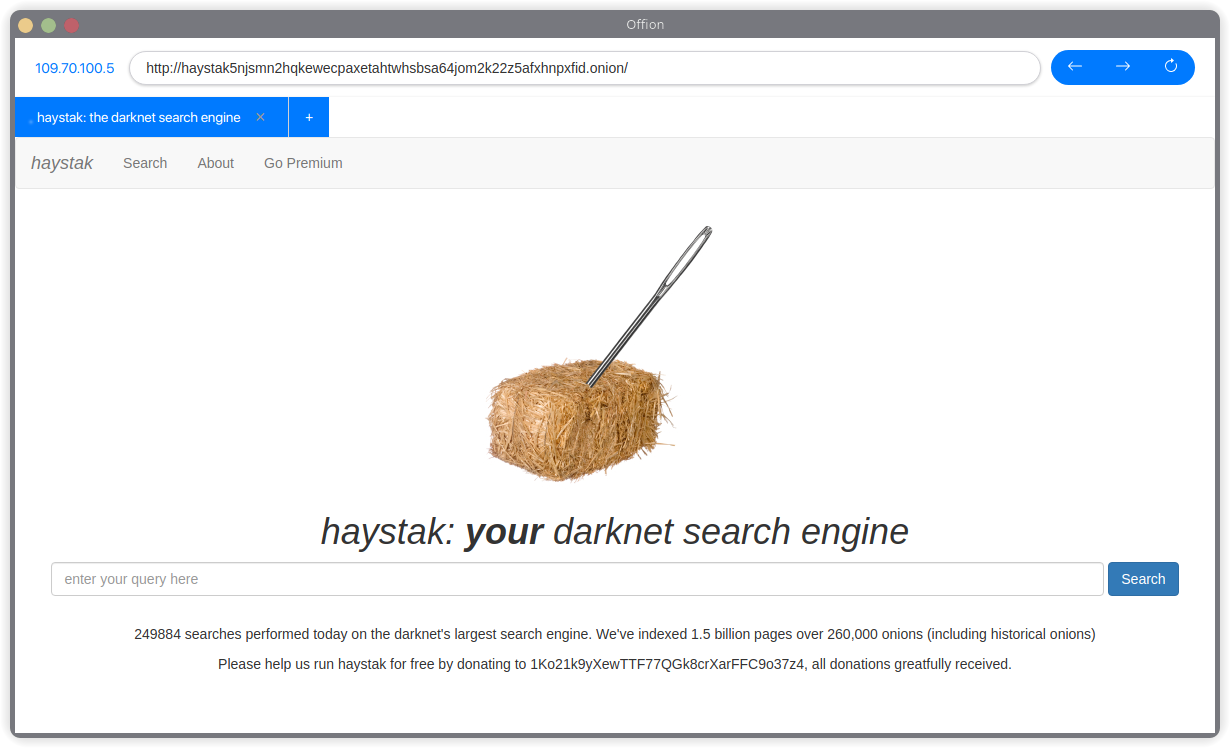 Offion
109.70.100.5
http://haystak5njsmn2hqkewecpaxetahtwhsbsa64jom2k22z5afxhnpxfid.onion/
haystak: the darknet search engine × +
haystak Search About Go Premium
haystak: your darknet search engine
enter your query here Search
249884 searches performed today on the darknet's largest search engine. We've indexed 1.5 billion pages over 260,000 onions (including historical onions)
Please help us run haystak for free by donating to 1Ko21k9yXewTTF77QGk8crXarFFC9o37z4, all donations greatfully received.